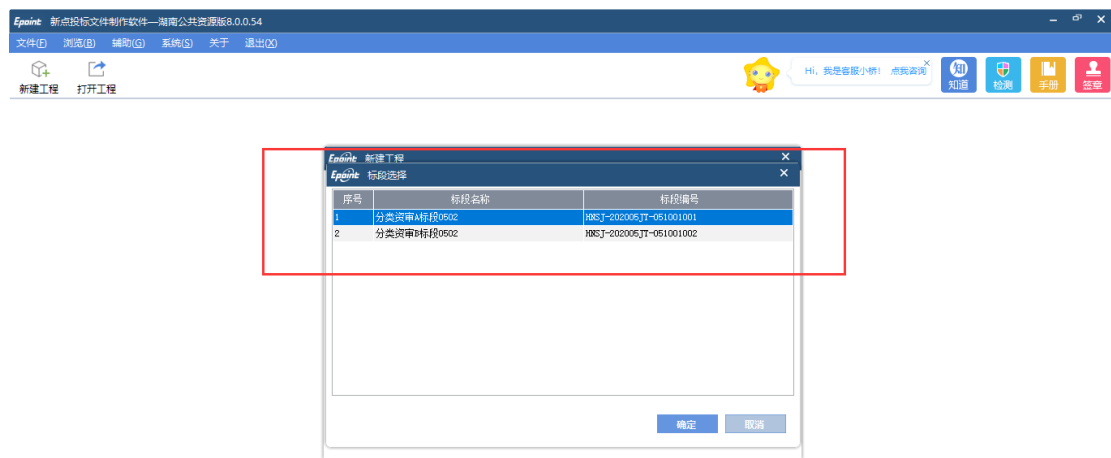 Epoint 新点投标文件制作软件—湖南公共资源版8.0.0.54
文件(F) 浏览(B) 辅助(G) 系统(S) 关于 退出(X)
新建工程 打开工程
Hi，我是客服小桥！ 点我咨询
知
知道 检测 手册 签章
Epoint 新建工程
Epoint 标段选择
序号 标段名称 标段编号
1 分类资审A标段0502 HNSJ-202005JT-051001001
2 分类资审B标段0502 HNSJ-202005JT-051001002
确定 取消